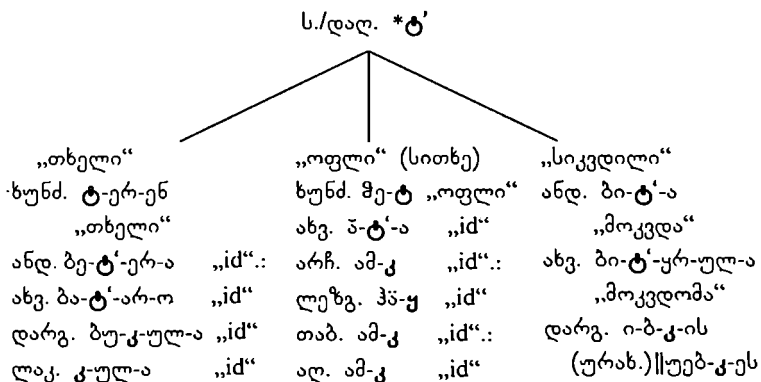 ს./დაღ. *ტ‘
„თხელი“
ხუნძ. ტ-ერ-ენ
„თხელი“
ანდ. ბე-ტ‘-ერ-ა „id“.:
ახვ. ბა-ტ‘-არ-ო „id“
დარგ. ბუ-კ-ულ-ა „id“
ლაკ. კ-ულ-ა „id“
„ოფლი“ (სითხე)
ხუნძ. ჰე-ტ „ოფლი“
ახვ. ა̄-ტ‘-ა „id“
არჩ. ამ-კ „id“.:
ლეზგ. ჰა̈-ყ „id“
თაბ. ამ-კ „id“.:
აღ. ამ-კ „id“
„სიკვდილი“
ანდ. ბი-ტ‘-ა
„მოკვდა“
ახვ. ბი-ტ‘-ყრ-ულ-ა
„მოკვდომა“
დარგ. ი-ბ-კ-ის
(ურახ.)||უებ-კ-ეს